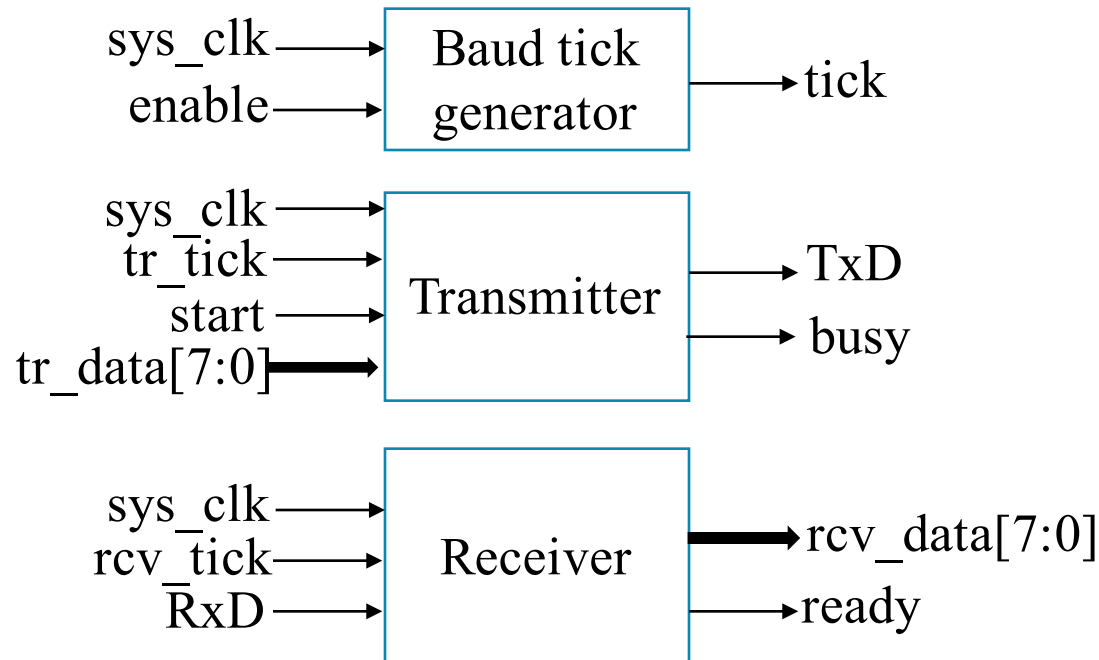 sys_clk
enable
Baud tick
generator
tick
sys_clk
tr_tick
start
tr_data[7:0]
Transmitter
TxD
busy
sys_clk
rcv_tick
RxD
Receiver
rcv_data[7:0]
ready